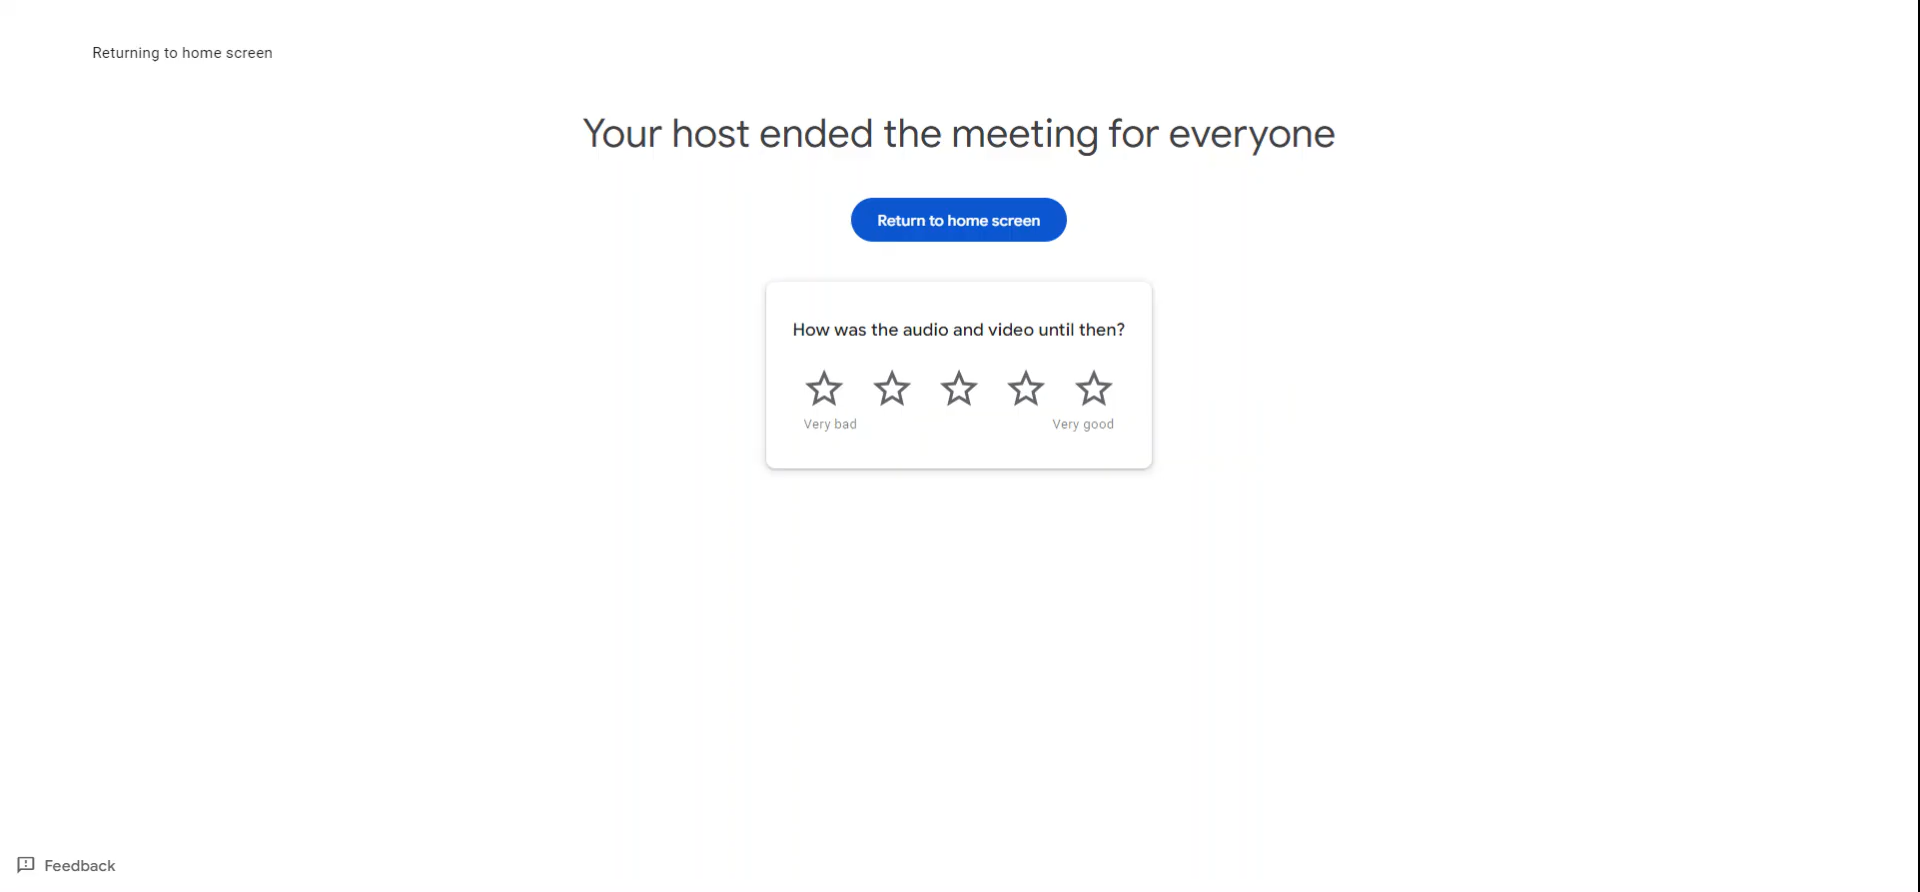 Returning to home screen
Your host ended the meeting for everyone
Return to home screen
How was the audio and video until then?
Very bad
Very good
Feedback